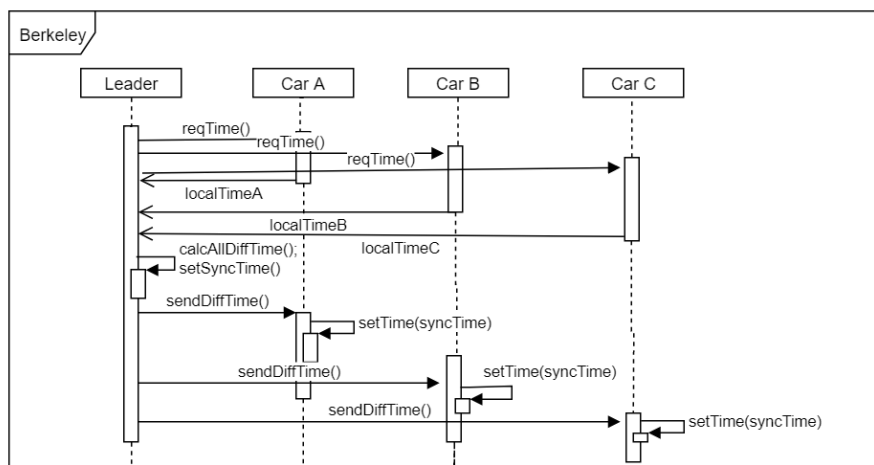 Berkeley
Leader
Car A
Car B
Car C
reqTime()
reqTime()
reqTime()
localTimeA
localTimeB
localTimeC
calcAllDiffTime();
setSyncTime()
sendDiffTime()
setTime(syncTime)
sendDiffTime()
setTime(syncTime)
sendDiffTime()
setTime(syncTime)